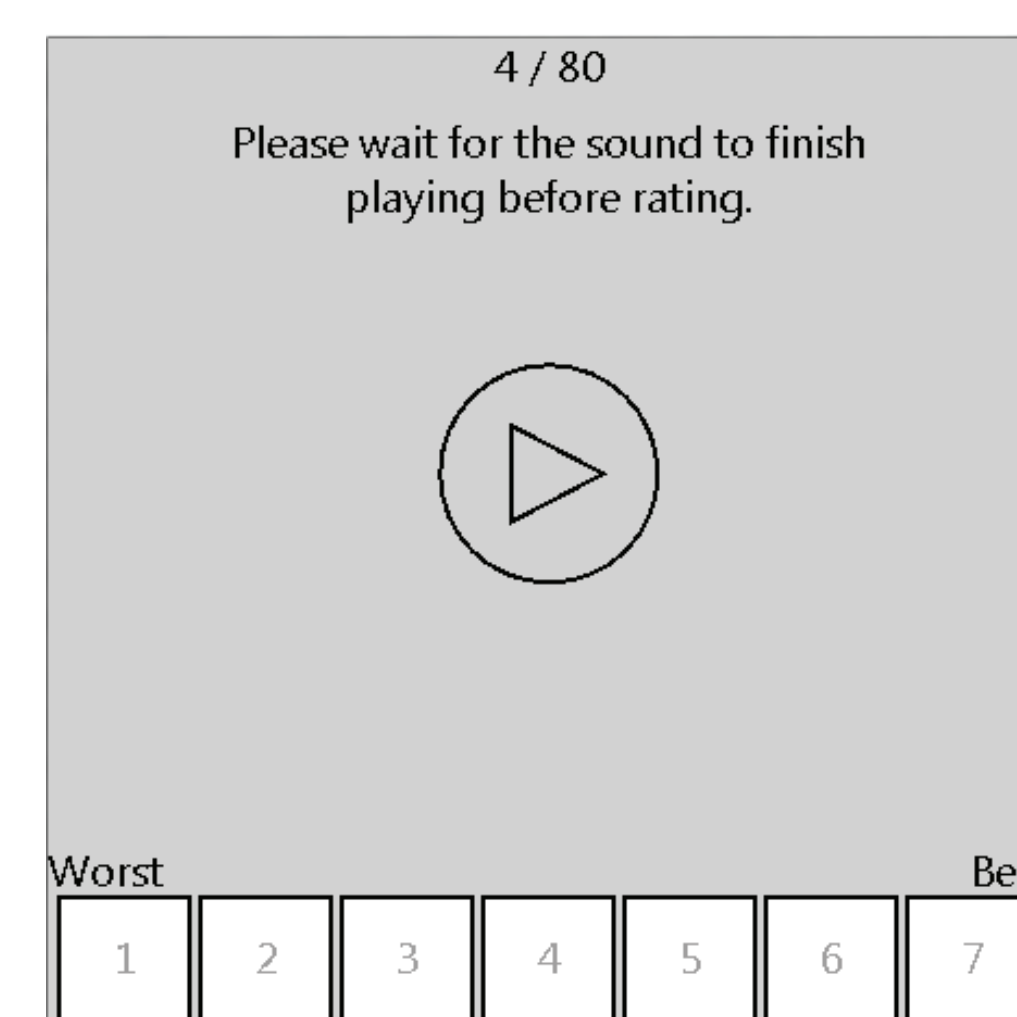 4 / 80
Please wait for the sound to finish
playing before rating.
Worst Be
1 2 3 4 5 6 7